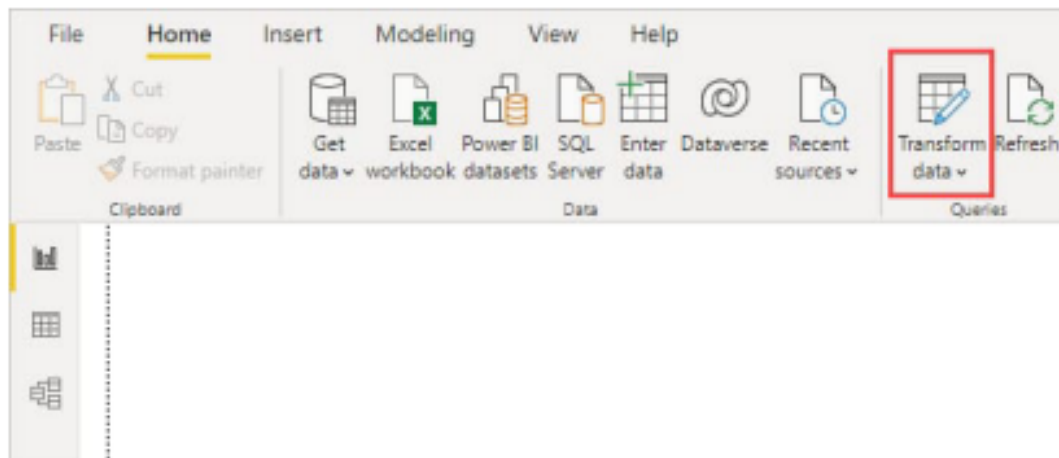 File Home Insert Modeling View Help
Paste
Cut
Copy
Format painter
Get data
Excel workbook
Power BI datasets
SQL Server
Enter data
Dataverse
Recent sources
Transform data
Refresh
Clipboard
Data
Queries